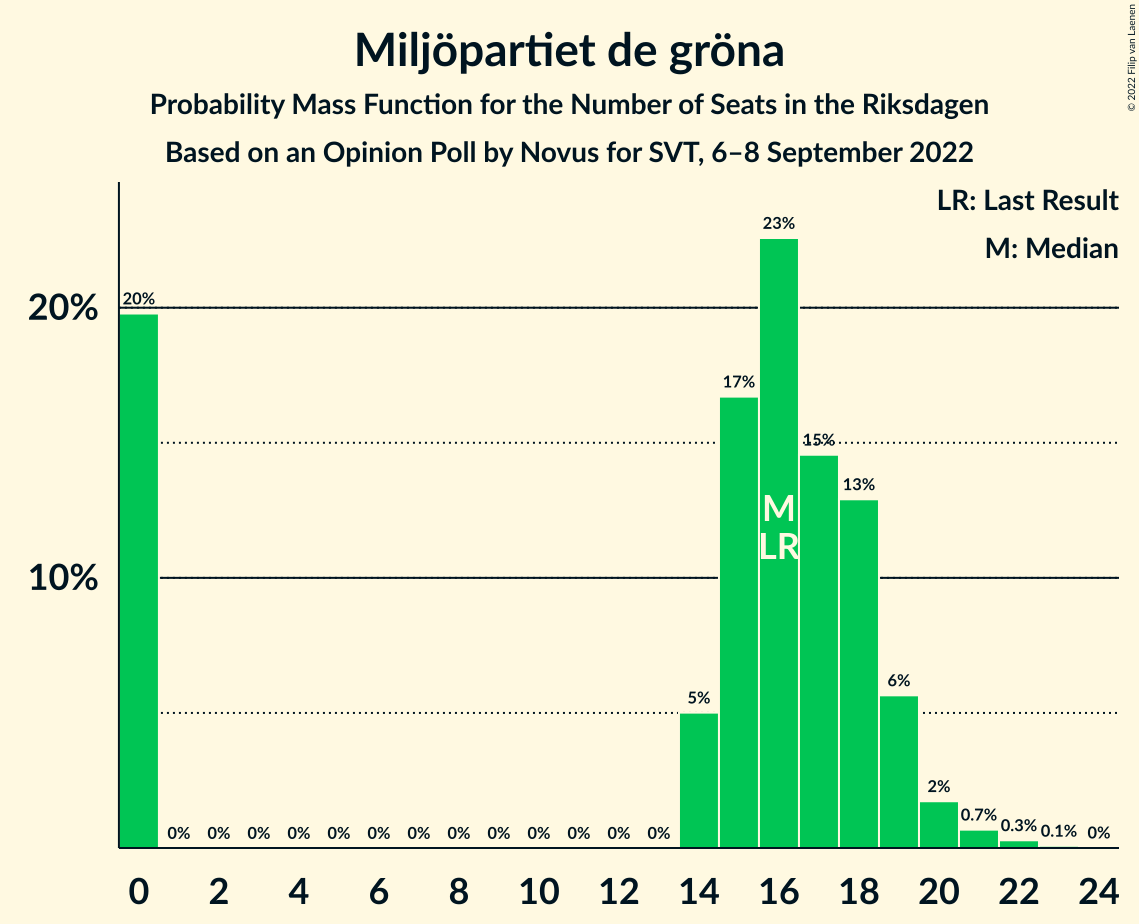 Miljöpartiet de gröna
Probability Mass Function for the Number of Seats in the Riksdagen
Based on an Opinion Poll by Novus for SVT, 6–8 September 2022
© 2022 Filip van Laenen
LR: Last Result
M: Median
23%
20%
20%
17%
15%
13%
M
LR
10%
6%
5%
2%
0.7%
0.3%
0.1%
0%
0% 0% 0% 0% 0% 0% 0% 0% 0% 0% 0% 0% 0%
0 2 4 6 8 10 12 14 16 18 20 22 24